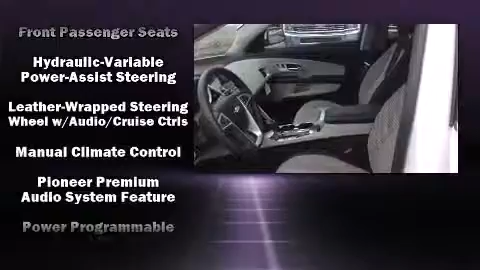 Front Passenger Seats
Hydraulic-Variable
Power-Assist Steering
Leather-Wrapped Steering
Wheel w/Audio/Cruise Ctrls
Manual Climate Control
Pioneer Premium
Audio System Feature
Power Programmable